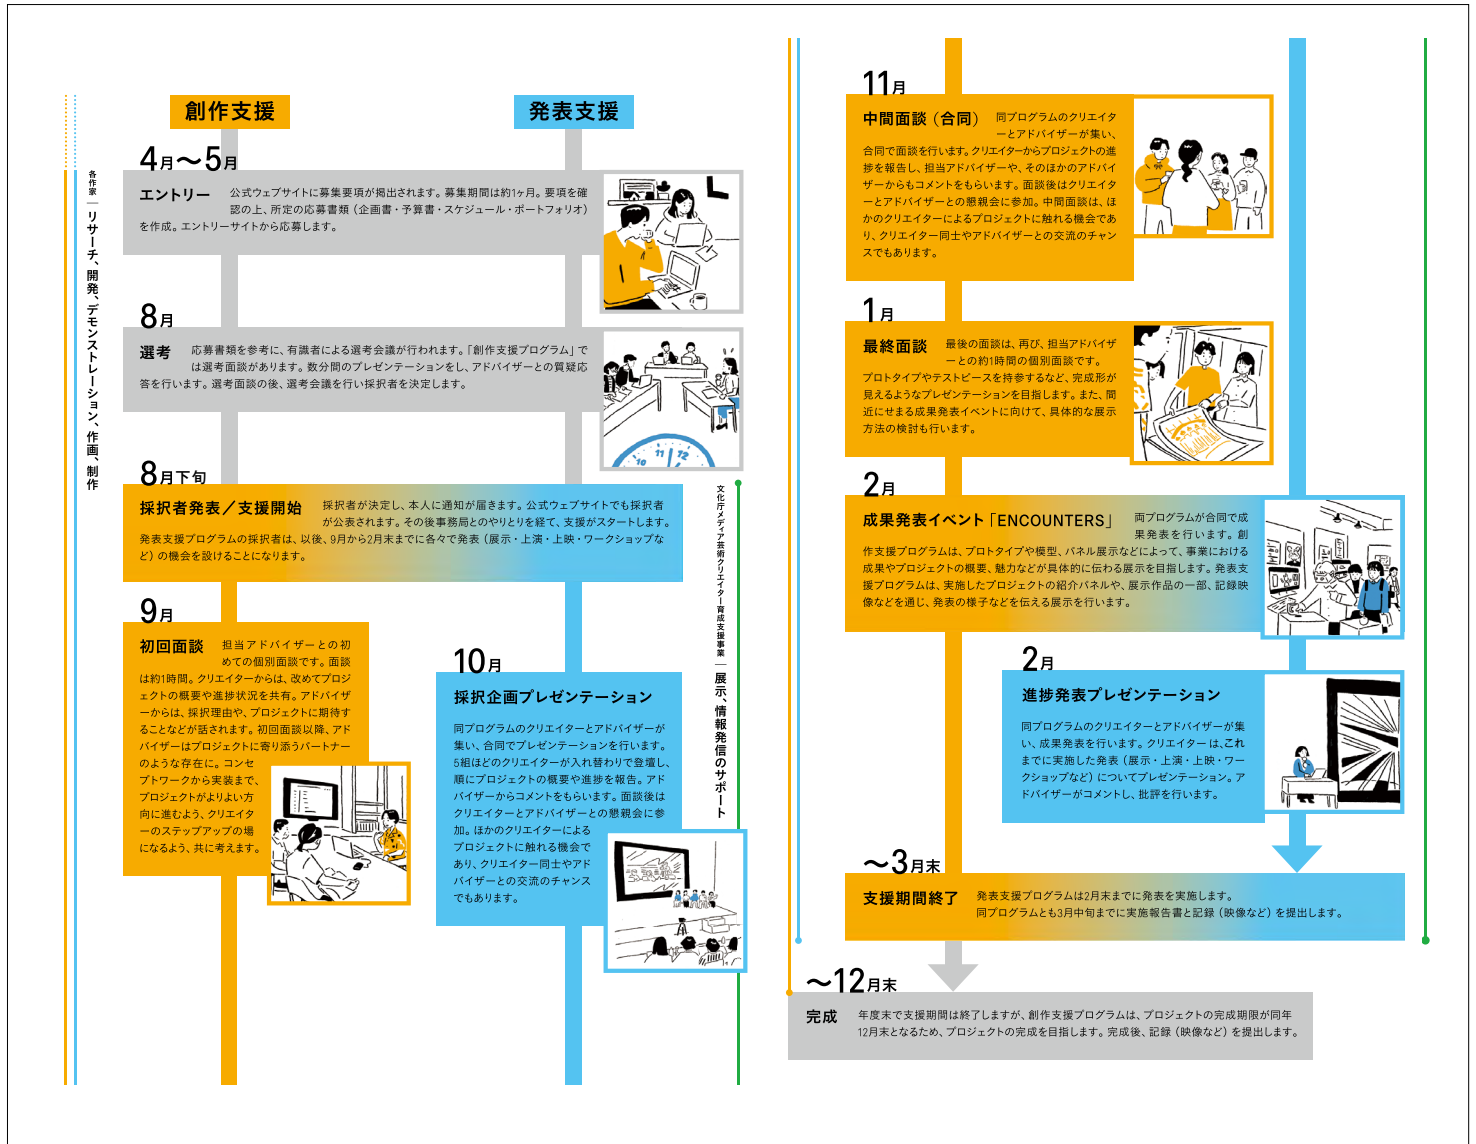 創作支援
発表支援
各作家｜リサーチ、開発、デモンストレーション、作画、制作
4月〜5月
エントリー
公式ウェブサイトに募集要項が掲出されます。募集期間は約1ヶ月。要項を確
認の上、所定の応募書類（企画書・予算書・スケジュール・ポートフォリオ）
を作成。エントリーサイトから応募します。
8月
選考
応募書類を参考に、有識者による選考会議が行われます。「創作支援プログラム」で
は選考面談があります。数分間のプレゼンテーションをし、アドバイザーとの質疑応
答を行います。選考面談の後、選考会議を行い採択者を決定します。
10 11 12
8月下旬
採択者発表／支援開始
採択者が決定し、本人に通知が届きます。公式ウェブサイトでも採択者
が公表されます。その後事務局とのやりとりを経て、支援がスタートします。
発表支援プログラムの採択者は、以後、9月から2月末までに各々で発表（展示・上演・上映・ワークショップな
ど）の機会を設けることになります。
文化庁メディア芸術クリエイター育成支援事業｜展示、情報発信のサポート
9月
初回面談
担当アドバイザーとの初
めての個別面談です。面談
は約1時間。クリエイターからは、改めてプロジ
ェクトの概要や進捗状況を共有。アドバイザ
ーからは、採択理由や、プロジェクトに期待す
ることなどが話されます。初回面談以降、アド
バイザーはプロジェクトに寄り添うパートナー
のような存在に。コンセ
プトワークから実装まで、
プロジェクトがよりよい方
向に進むよう、クリエイタ
ーのステップアップの場
になるよう、共に考えます。
10月
採択企画プレゼンテーション
同プログラムのクリエイターとアドバイザーが
集い、合同でプレゼンテーションを行います。
5組ほどのクリエイターが入れ替わりで登壇し、
順にプロジェクトの概要や進捗を報告。アド
バイザーからコメントをもらいます。面談後は
クリエイターとアドバイザーとの懇親会に参
加。ほかのクリエイターによる
プロジェクトに触れる機会で
あり、クリエイター同士やアド
バイザーとの交流のチャンス
でもあります。
11月
中間面談（合同）
同プログラムのクリエイタ
ーとアドバイザーが集い、
合同で面談を行います。クリエイターからプロジェクトの進
捗を報告し、担当アドバイザーや、そのほかのアドバイ
ザーからもコメントをもらいます。面談後はクリエイタ
ーとアドバイザーとの懇親会に参加。中間面談は、ほ
かのクリエイターによるプロジェクトに触れる機会であ
り、クリエイター同士やアドバイザーとの交流のチャン
スでもあります。
1月
最終面談
最後の面談は、再び、担当アドバイザ
ーとの約1時間の個別面談です。
プロトタイプやテストピースを持参するなど、完成形が
見えるようなプレゼンテーションを目指します。また、間
近にせまる成果発表イベントに向けて、具体的な展示
方法の検討も行います。
2月
成果発表イベント「ENCOUNTERS」
両プログラムが合同で成
果発表を行います。創
作支援プログラムは、プロトタイプや模型、パネル展示などによって、事業における
成果やプロジェクトの概要、魅力などが具体的に伝わる展示を目指します。発表支
援プログラムは、実施したプロジェクトの紹介パネルや、展示作品の一部、記録映
像などを通じ、発表の様子などを伝える展示を行います。
2月
進捗発表プレゼンテーション
同プログラムのクリエイターとアドバイザーが集
い、成果発表を行います。クリエイターは、これ
までに実施した発表（展示・上演・上映・ワー
クショップなど）についてプレゼンテーション。ア
ドバイザーがコメントし、批評を行います。
〜3月末
支援期間終了
発表支援プログラムは2月末までに発表を実施します。
同プログラムとも3月中旬までに実施報告書と記録（映像など）を提出します。
〜12月末
完成
年度末で支援期間は終了しますが、創作支援プログラムは、プロジェクトの完成期限が同年
12月末となるため、プロジェクトの完成を目指します。完成後、記録（映像など）を提出します。